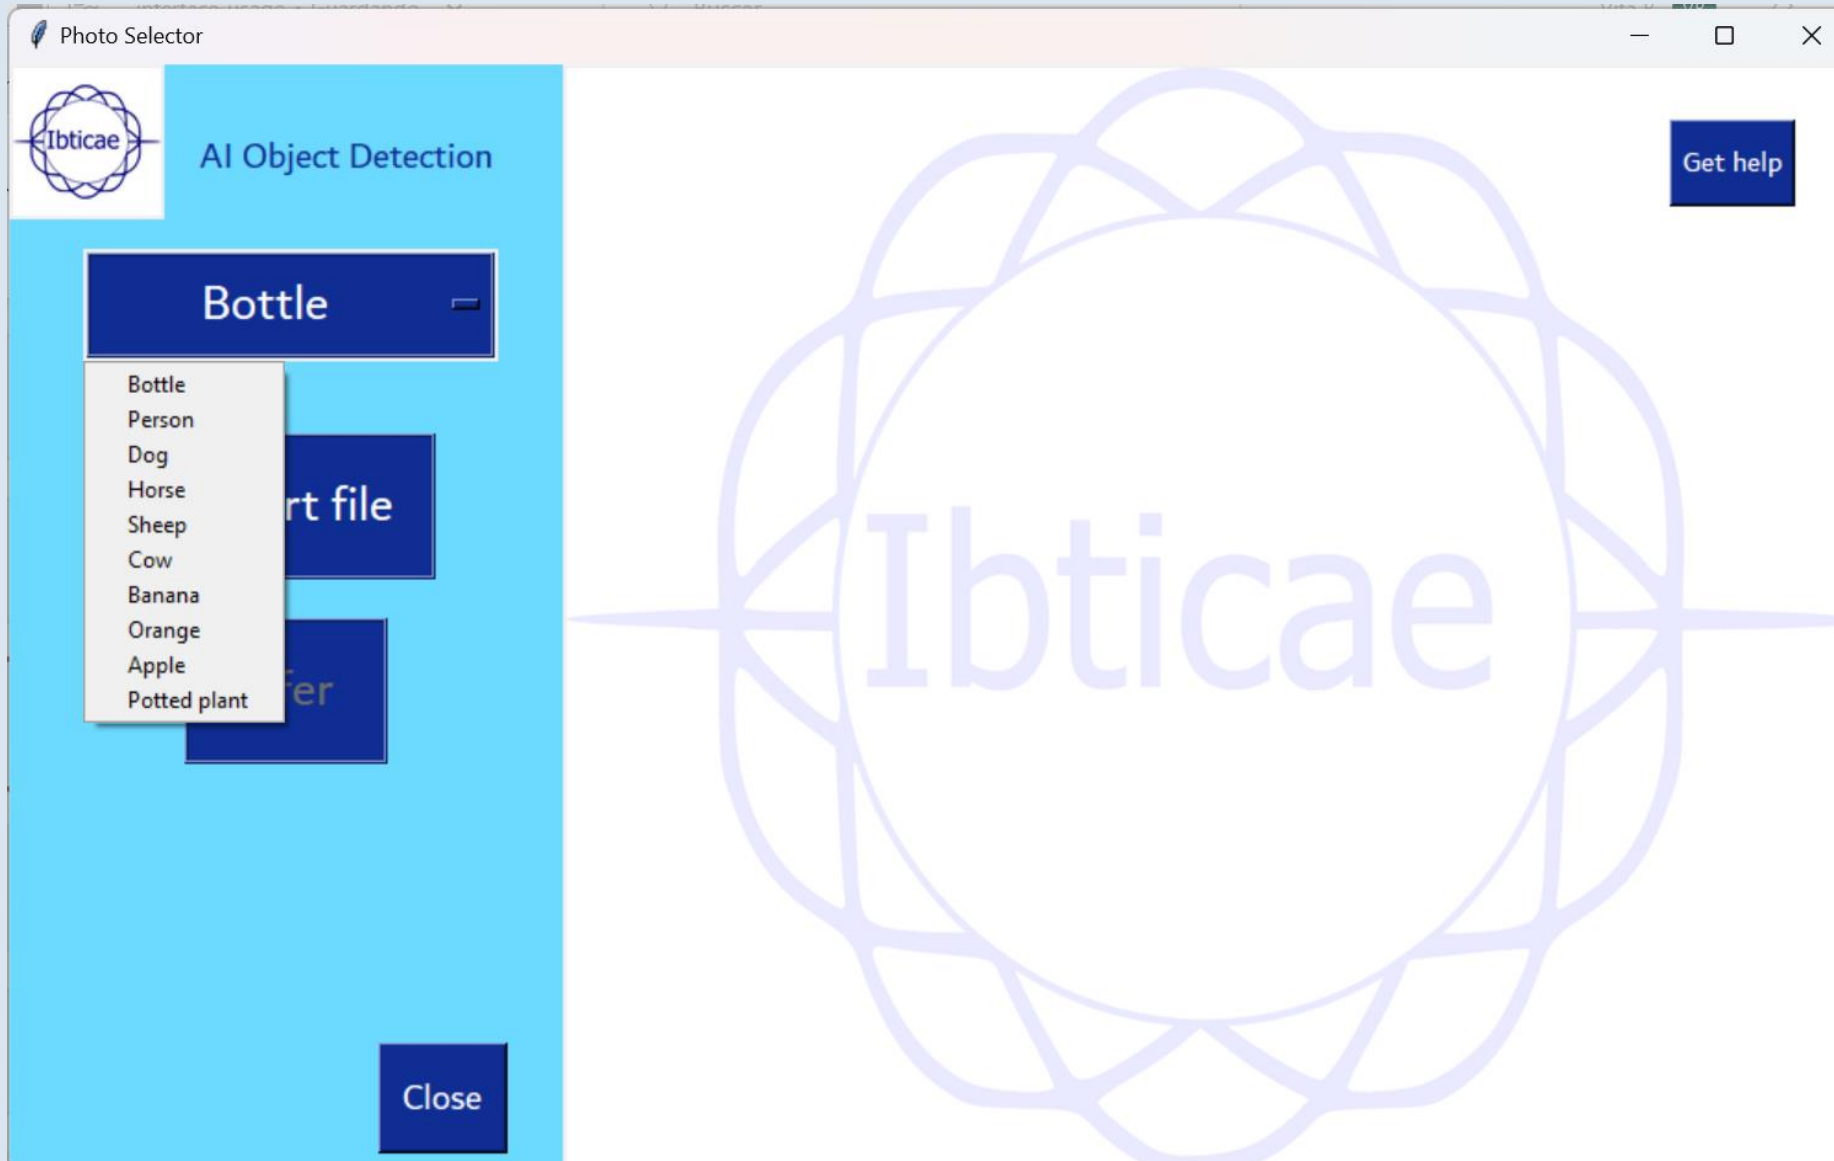 Photo Selector
Ibticae
AI Object Detection
Get help
Bottle
Bottle
Person
Dog
Horse
Sheep
Cow
Banana
Orange
Apple
Potted plant
rt file
fer
Ibticae
Close